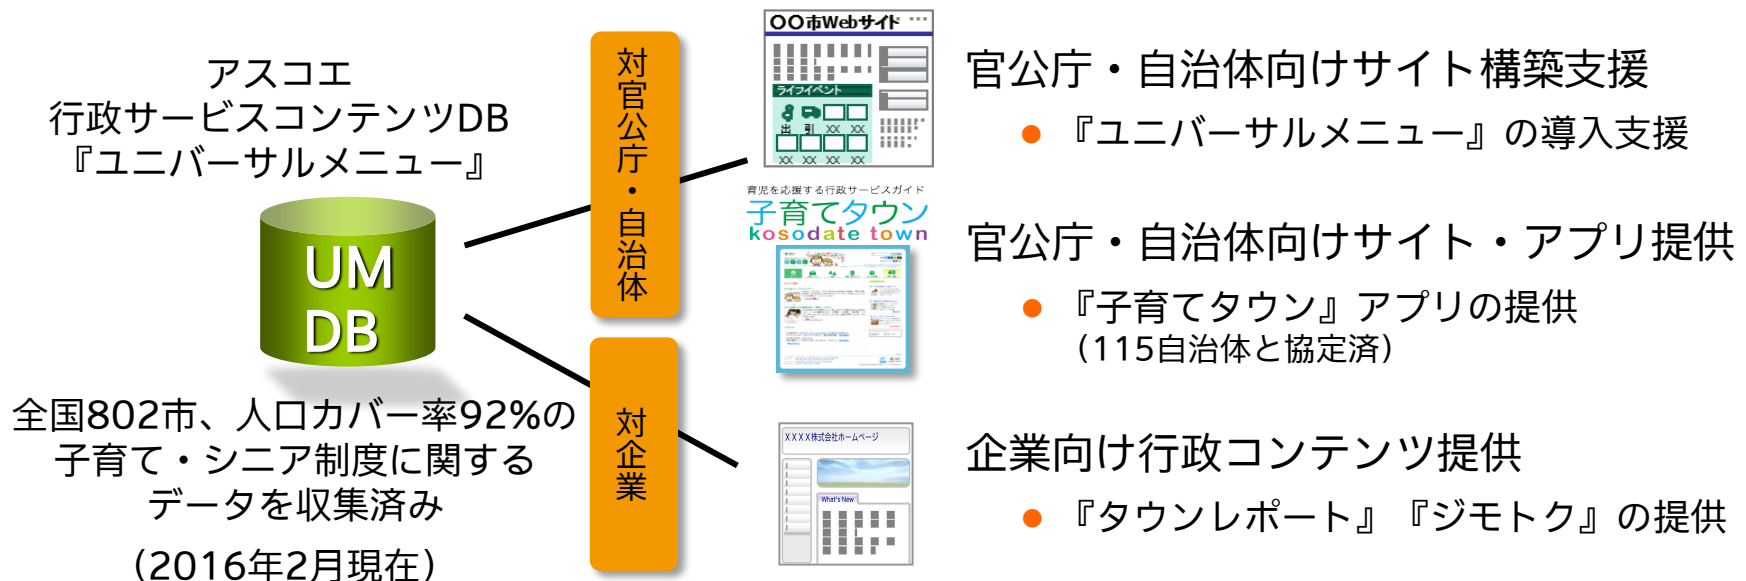 アスコエ
行政サービスコンテンツDB
『ユニバーサルメニュー』
UM
DB
全国802市、人口カバー率92%の
子育て・シニア制度に関する
データを収集済み
（2016年2月現在）
対官公庁・自治体
対企業
〇〇市Webサイト
ライフイベント
出 引 XX XX
XX XX XX XX
育児を応援する行政サービスガイド
子育てタウン
kosodate town
XXXX株式会社ホームページ
What's New
官公庁・自治体向けサイト構築支援
● 『ユニバーサルメニュー』の導入支援
官公庁・自治体向けサイト・アプリ提供
● 『子育てタウン』アプリの提供
（115自治体と協定済）
企業向け行政コンテンツ提供
● 『タウンレポート』『ジモトク』の提供